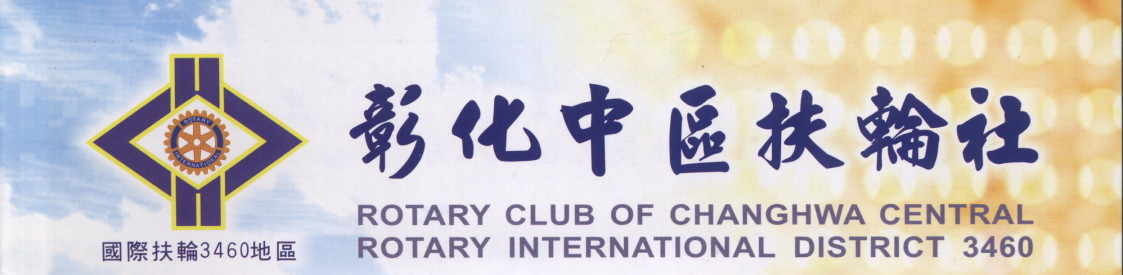 彰化中區扶輪社
ROTARY CLUB OF CHANGHWA CENTRAL
ROTARY INTERNATIONAL DISTRICT 3460
ROTARY
INTERNATIONAL
國際扶輪3460地區